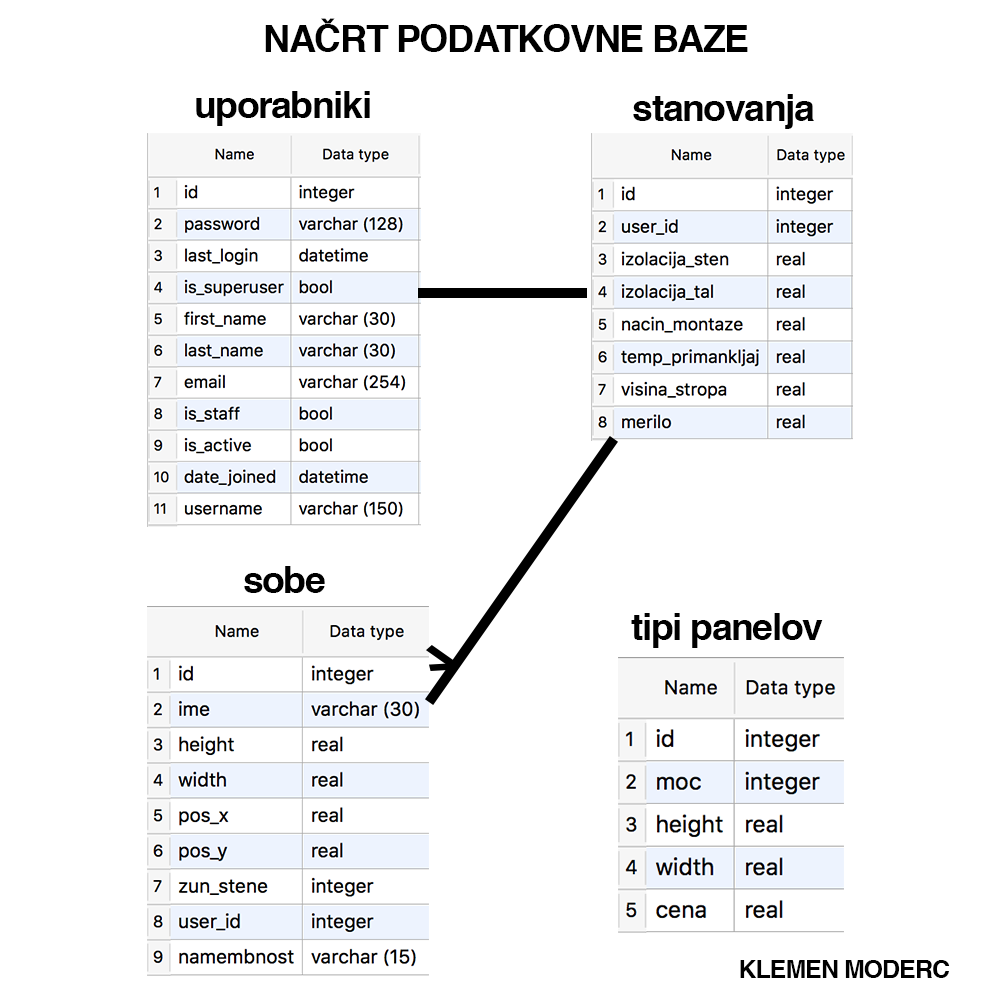 NAČRT PODATKOVNE BAZE
uporabniki
Name Data type
1 id integer
2 password varchar (128)
3 last_login datetime
4 is_superuser bool
5 first_name varchar (30)
6 last_name varchar (30)
7 email varchar (254)
8 is_staff bool
9 is_active bool
10 date_joined datetime
11 username varchar (150)
stanovanja
Name Data type
1 id integer
2 user_id integer
3 izolacija_sten real
4 izolacija_tal real
5 nacin_montaze real
6 temp_primankljaj real
7 visina_stropa real
8 merilo real
sobe
Name Data type
1 id integer
2 ime varchar (30)
3 height real
4 width real
5 pos_x real
6 pos_y real
7 zun_stene integer
8 user_id integer
9 namembnost varchar (15)
tipi panelov
Name Data type
1 id integer
2 moc integer
3 height real
4 width real
5 cena real
KLEMEN MODERC